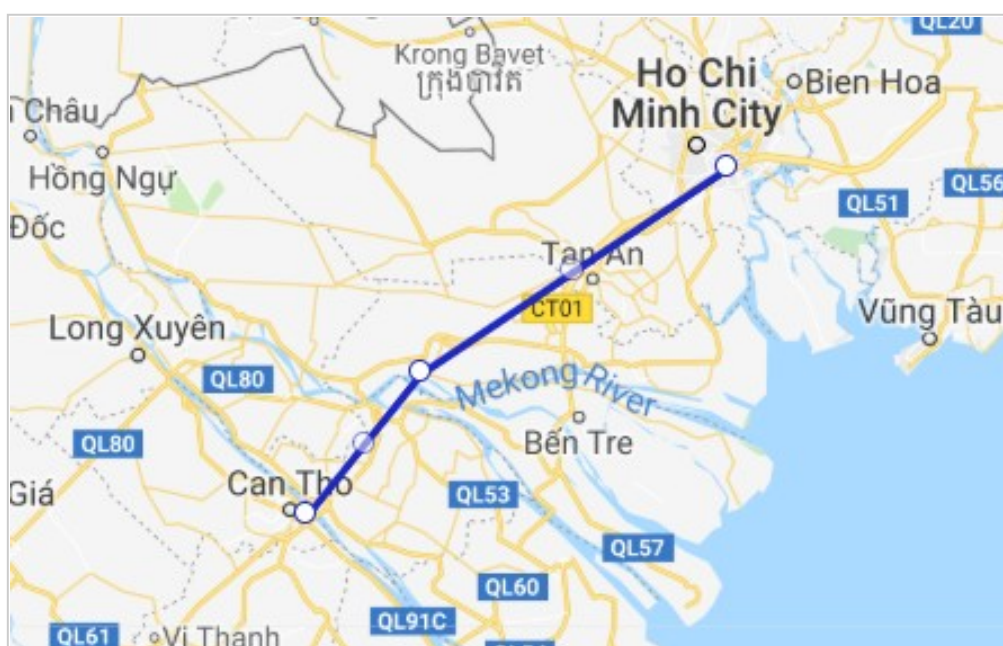 QL20
Krong Bavet
ក្រុងបាវិត
Ho Chi
Minh City
Bien Hoa
Châu
Hồng Ngự
QL56
QL51
Đốc
Tan An
CT01
Vũng Tàu
Long Xuyên
QL80
Mekong River
QL80
Bến Tre
Can Tho
Giá
QL53
QL57
QL60
QL91C
QL61
Vi Thanh